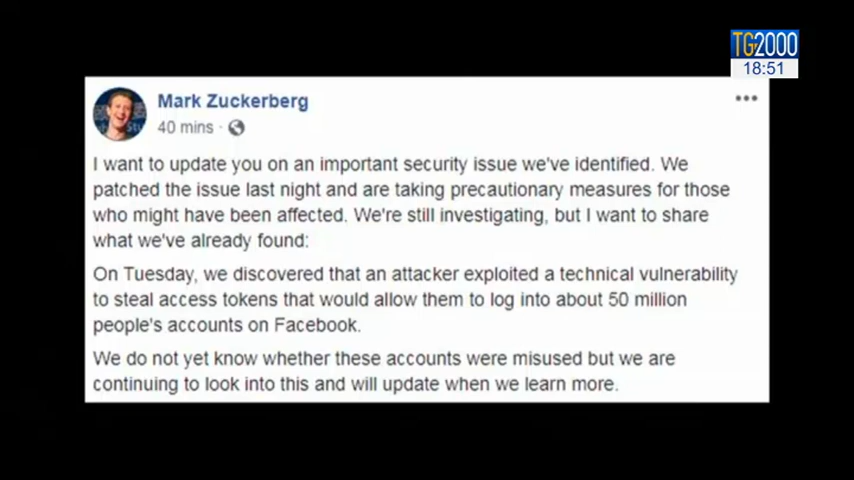 TG2000
18:51
Mark Zuckerberg
40 mins ·
I want to update you on an important security issue we've identified. We
patched the issue last night and are taking precautionary measures for those
who might have been affected. We're still investigating, but I want to share
what we've already found:
On Tuesday, we discovered that an attacker exploited a technical vulnerability
to steal access tokens that would allow them to log into about 50 million
people's accounts on Facebook.
We do not yet know whether these accounts were misused but we are
continuing to look into this and will update when we learn more.